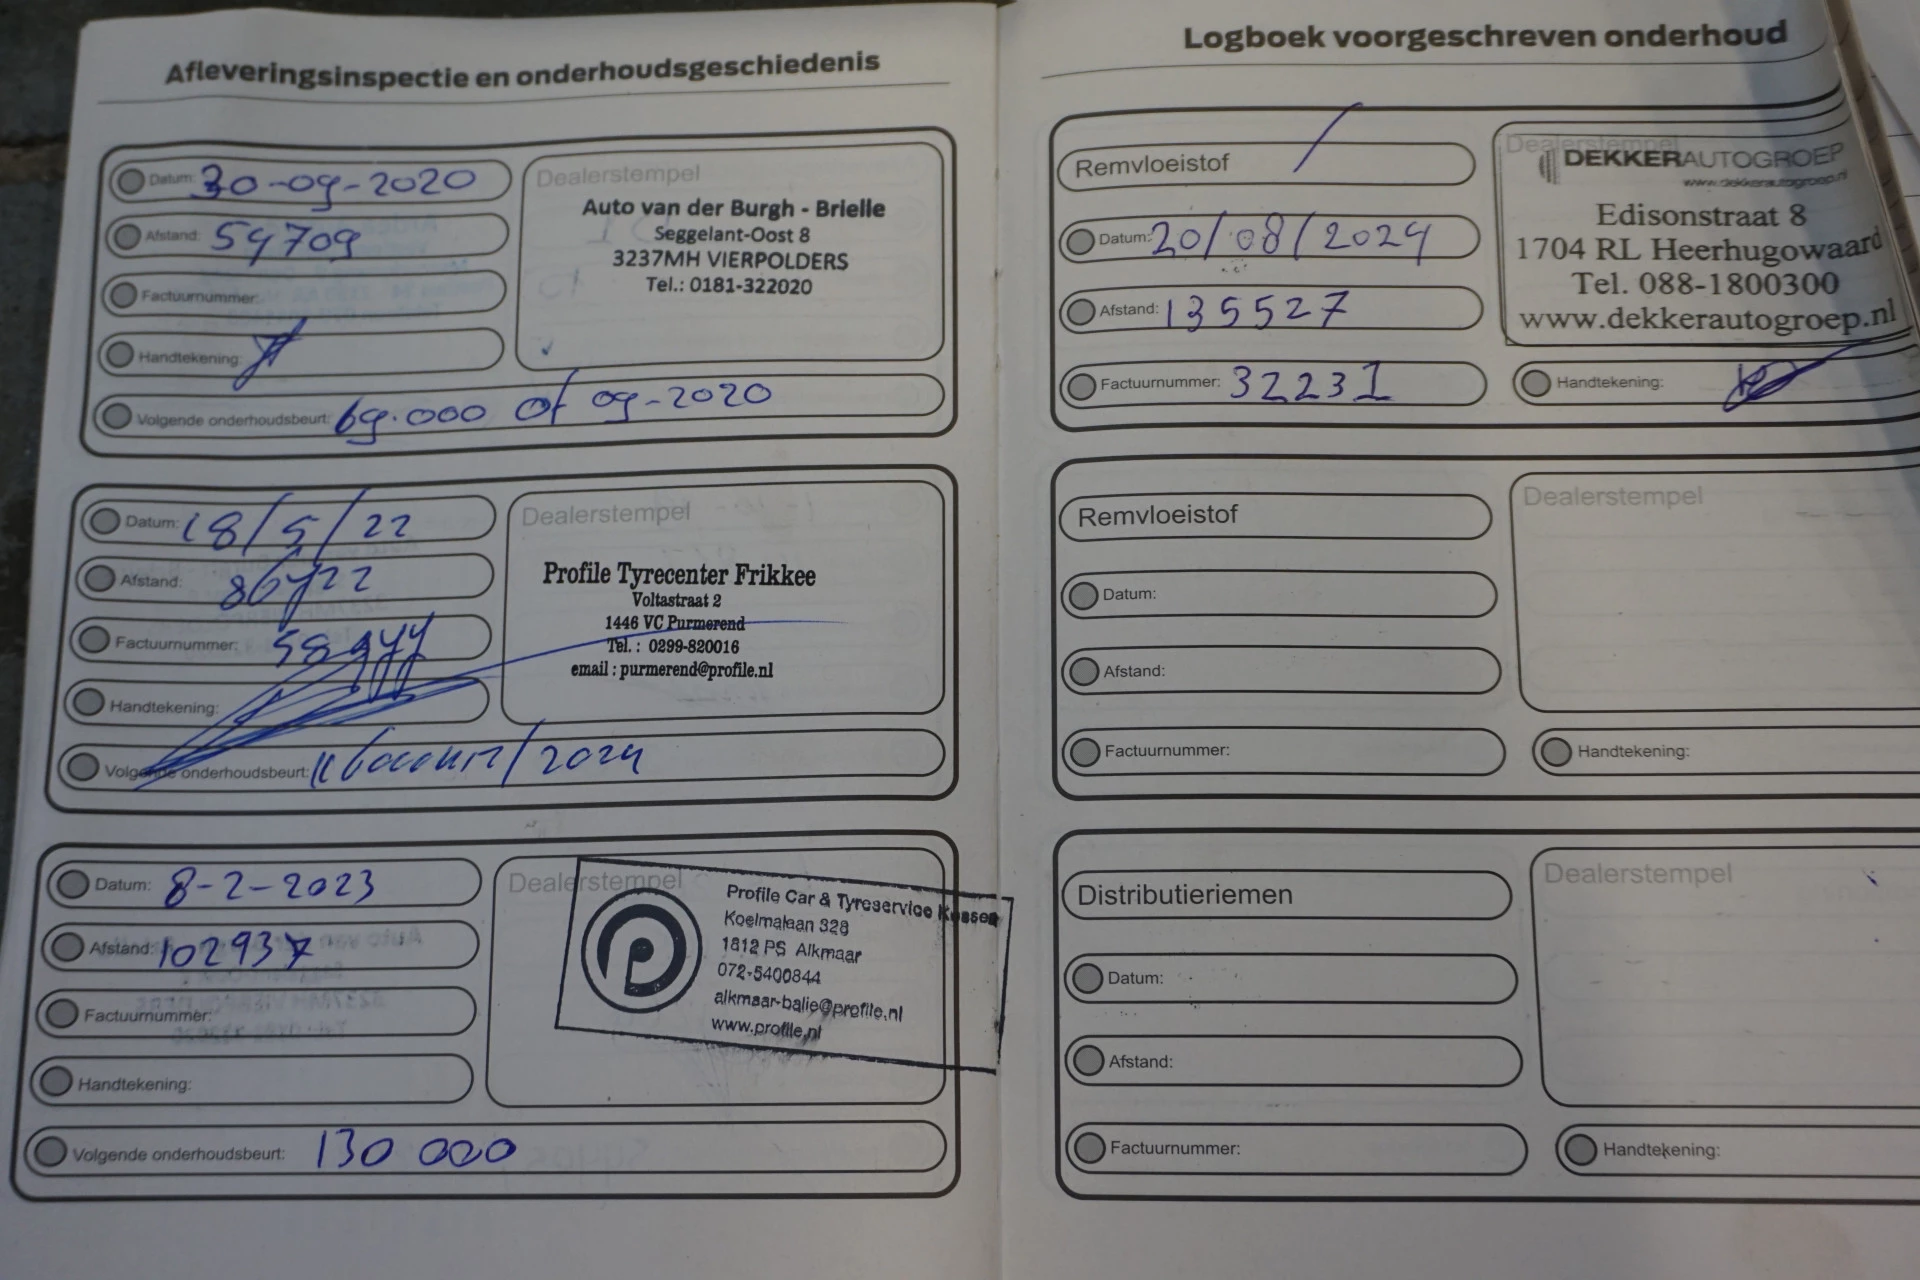 Afleveringsinspectie en onderhoudsgeschiedenis
Datum: 30-09-2020
Afstand: 59709
Factuurnummer:
Handtekening:
Volgende onderhoudsbeurt: 69.000 of 09-2020
Dealerstempel
Auto van der Burgh - Brielle
Seggelant-Oost 8
3237MH VIERPOLDERS
Tel.: 0181-322020
Datum: 18/5/22
Afstand:
Factuurnummer:
Handtekening:
Volgende onderhoudsbeurt: /2024
Dealerstempel
Profile Tyrecenter Frikkee
Voltastraat 2
1446 VC Purmerend
Tel. : 0299-820016
email : purmerend@profile.nl
Datum: 8-2-2023
Afstand: 102937
Factuurnummer:
Handtekening:
Volgende onderhoudsbeurt: 130 000
Dealerstempel
Profile Car & Tyreservice Kossen
Koelmalaan 328
1812 PS Alkmaar
072-5400844
alkmaar-balie@profile.nl
www.profile.nl
Logboek voorgeschreven onderhoud
Remvloeistof /
Datum: 20/08/2024
Afstand: 135527
Factuurnummer: 32231
Dealerstempel
DEKKERAUTOGROEP
www.dekkerautogroep.nl
Edisonstraat 8
1704 RL Heerhugowaard
Tel. 088-1800300
www.dekkerautogroep.nl
Handtekening:
Remvloeistof
Datum:
Afstand:
Factuurnummer:
Dealerstempel
Handtekening:
Distributieriemen
Datum:
Afstand:
Factuurnummer:
Dealerstempel
Handtekening: